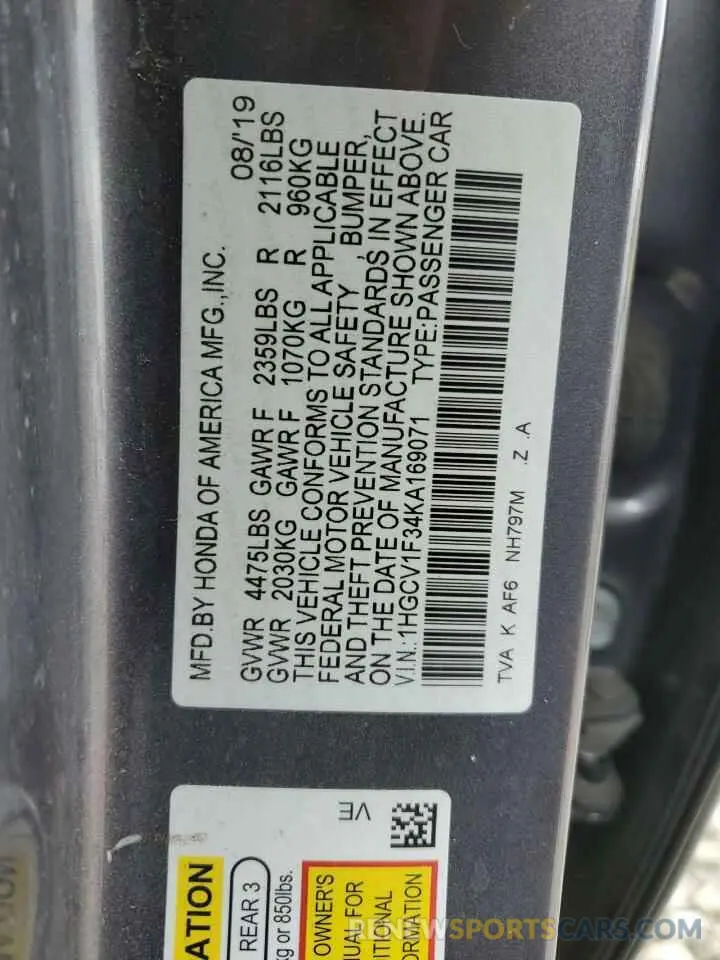 MFD.BY HONDA OF AMERICA MFG.,INC. 08/'19
GVWR 4475LBS GAWR F 2359LBS R 2116LBS
GVWR 2030KG GAWR F 1070KG R 960KG
THIS VEHICLE CONFORMS TO ALL APPLICABLE
FEDERAL MOTOR VEHICLE SAFETY , BUMPER,
AND THEFT PREVENTION STANDARDS IN EFFECT
ON THE DATE OF MANUFACTURE SHOWN ABOVE.
V.I.N.:1HGCV1F34KA169071 TYPE:PASSENGER CAR
TVA K AF6 NH797M .Z .A
VE
ATION
REAR 3
kg or 850lbs.
OWNER'S
UAL FOR
ITIONAL
ORMATION
RENEWSPORTSCARS.COM